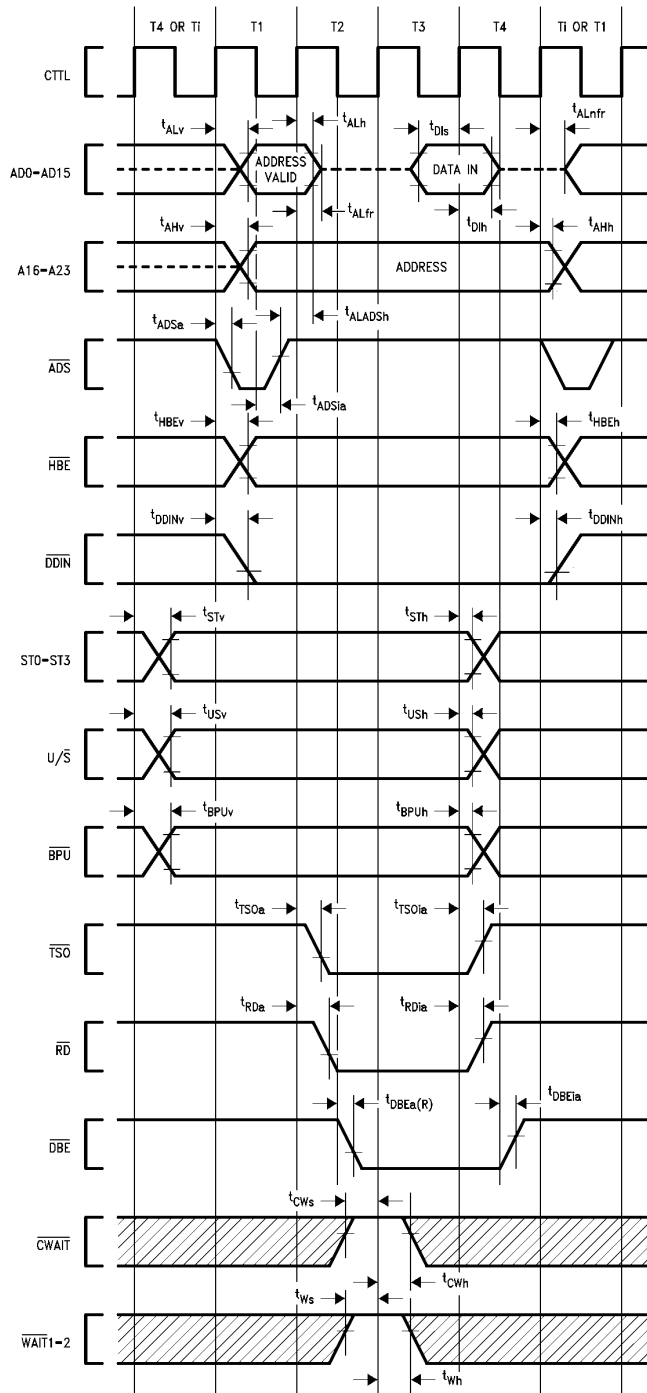 T4 OR Ti T1 T2 T3 T4 Ti OR T1
CTTL
tALv tALh tDIs tALnfr
AD0-AD15 ADDRESS VALID DATA IN
tALfr
tAHv tDIh tAHh
A16-A23 ADDRESS
tADSa tALADSh
ADS
tADSia
tHBEv tHBEh
HBE
tDDINv tDDINh
DDIN
tSTv tSTh
ST0-ST3
tUSv tUSh
U/S
tBPUv tBPUh
BPU
tTSOa tTSOia
TSO
tRDa tRDia
RD
tDBEa(R) tDBEia
DBE
tCWs
CWAIT
tCWh
tWs
WAIT1-2
tWh